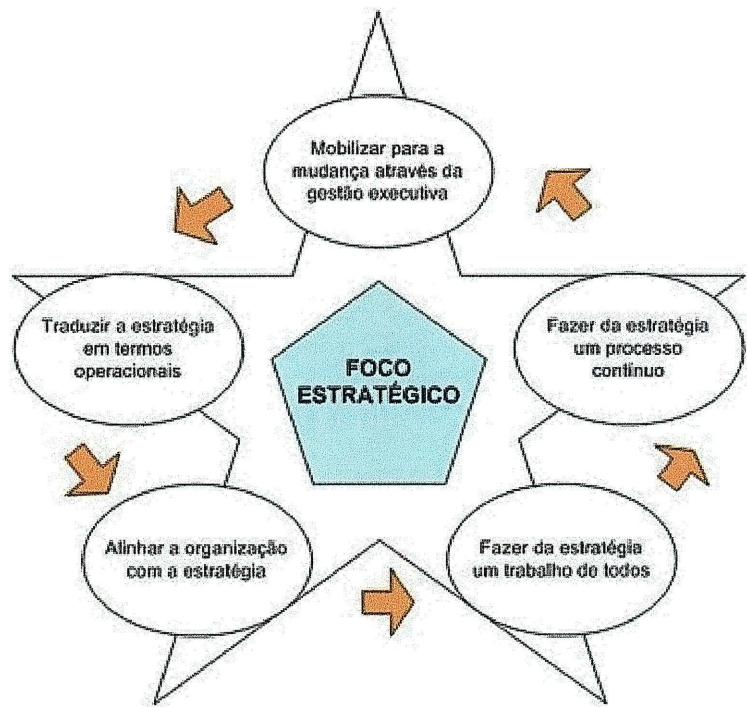 Mobilizar para a
mudança através da
gestão executiva
Traduzir a estratégia
em termos
operacionais
FOCO
ESTRATÉGICO
Fazer da estratégia
um processo
contínuo
Alinhar a organização
com a estratégia
Fazer da estratégia
um trabalho de todos